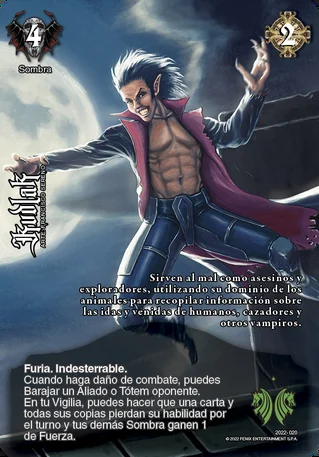 4
2
Sombra
Kudlak
Sirven al mal como asesinos y
exploradores, utilizando su dominio de los
animales para recopilar información sobre
las idas y venidas de humanos, cazadores y
otros vampiros.
Furia. Indesterrable.
Cuando haga daño de combate, puedes
Barajar un Aliado o Tótem oponente.
En tu Vigilia, puedes hacer que una carta y
todas sus copias pierdan su habilidad por
el turno y tus demás Sombra ganen 1
de Fuerza.
2022- 020
© 2022 FENIX ENTERTAINMENT S.P.A.